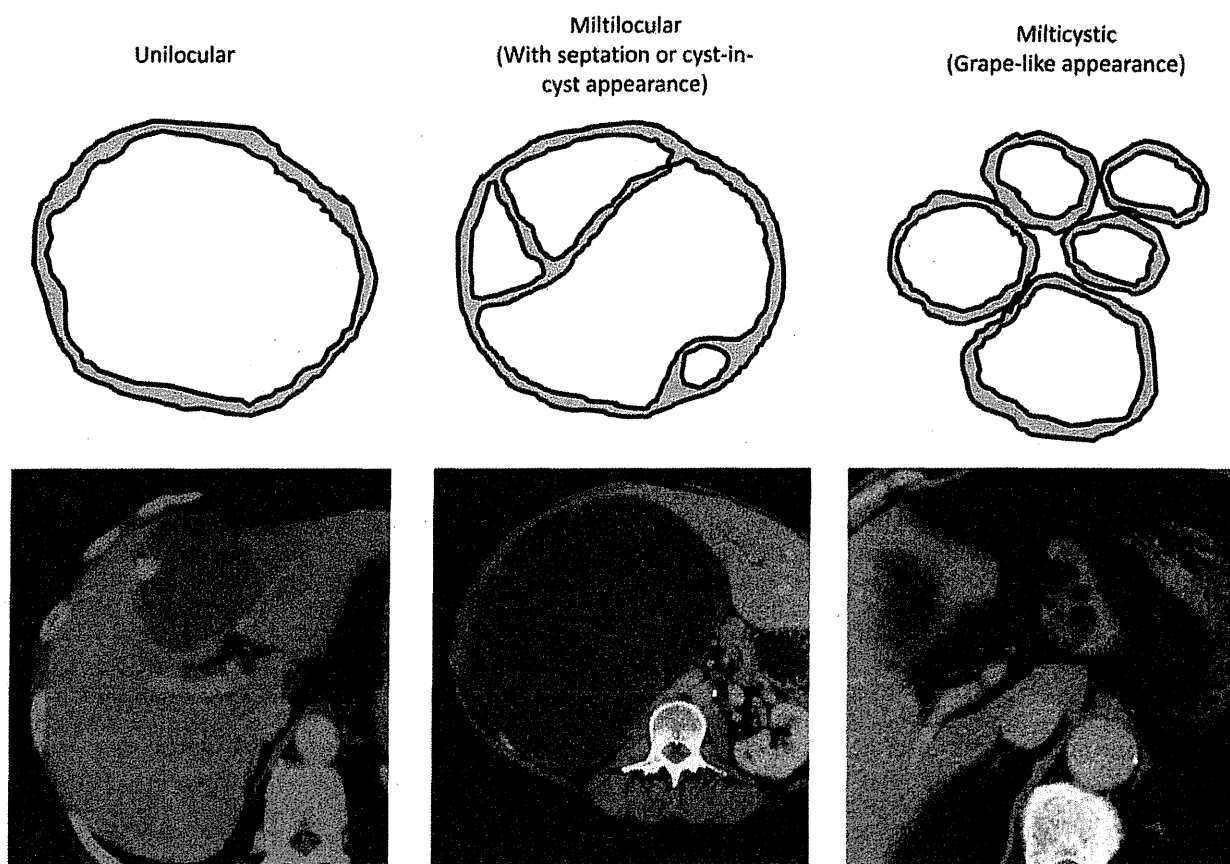 Unilocular
Miltilocular
(With septation or cyst-in-
cyst appearance)
Milticystic
(Grape-like appearance)